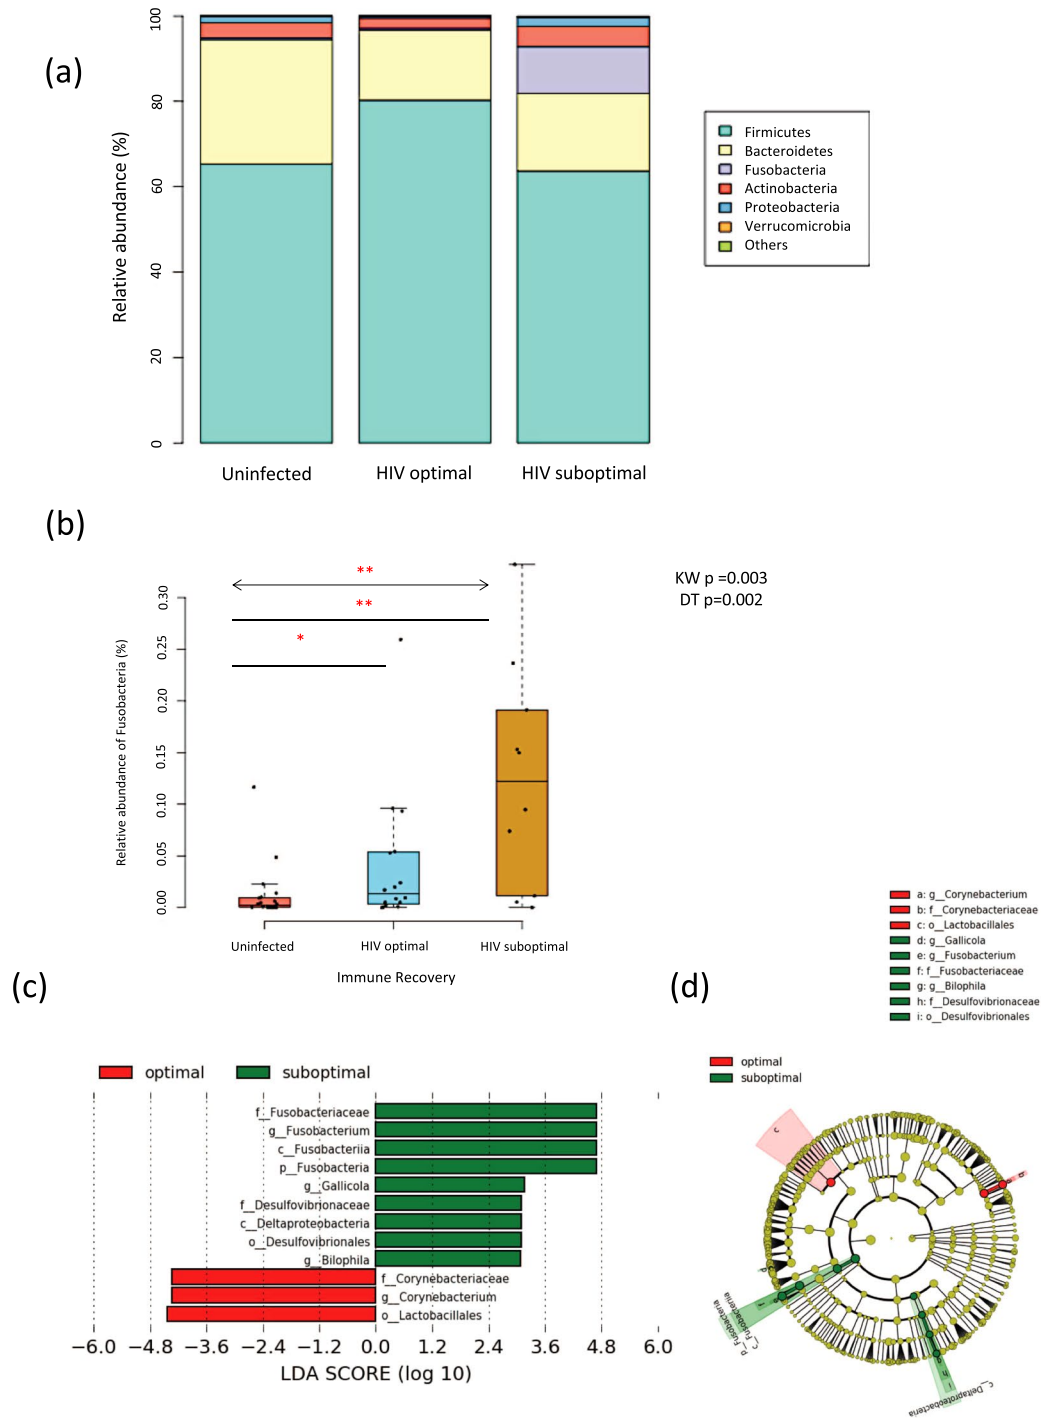 (a)
Relative abundance (%)
100
80
60
40
20
0
Uninfected
HIV optimal
HIV suboptimal
Firmicutes
Bacteroidetes
Fusobacteria
Actinobacteria
Proteobacteria
Verrucomicrobia
Others
(b)
KW p =0.003
DT p=0.002
**
**
*
Relative abundance of Fusobacteria (%)
0.30
0.25
0.20
0.15
0.10
0.05
0.00
Uninfected
HIV optimal
HIV suboptimal
Immune Recovery
(c)
optimal
suboptimal
f__Fusobacteriaceae
g__Fusobacterium
c__Fusobacteriia
p__Fusobacteria
g__Gallicola
f__Desulfovibrionaceae
c__Deltaproteobacteria
o__Desulfovibrionales
g__Bilophila
f__Corynebacteriaceae
g__Corynebacterium
o__Lactobacillales
−6.0 −4.8 −3.6 −2.4 −1.2 0.0 1.2 2.4 3.6 4.8 6.0
LDA SCORE (log 10)
(d)
a: g__Corynebacterium
b: f__Corynebacteriaceae
c: o__Lactobacillales
d: g__Gallicola
e: g__Fusobacterium
f: f__Fusobacteriaceae
g: g__Bilophila
h: f__Desulfovibrionaceae
i: o__Desulfovibrionales
optimal
suboptimal
c
b
p__Fusobacteria
c__Fusobacteriia
h
i
c__Deltaproteobacteria